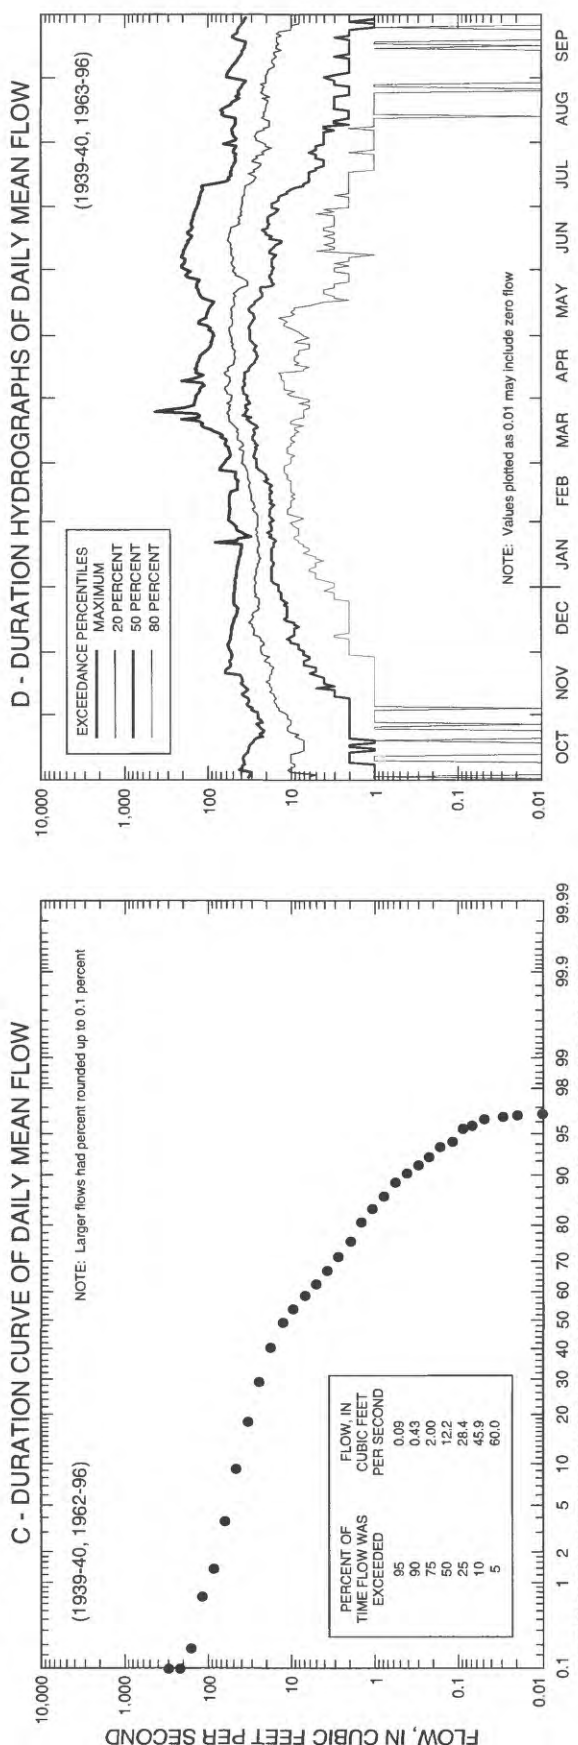 C - DURATION CURVE OF DAILY MEAN FLOW
10,000
1,000
100
10
1
0.1
0.01
FLOW, IN CUBIC FEET PER SECOND
(1939-40, 1962-96)
NOTE: Larger flows had percent rounded up to 0.1 percent
PERCENT OF TIME FLOW WAS EXCEEDED
FLOW, IN CUBIC FEET PER SECOND
95 0.09
90 0.43
75 2.00
50 12.2
25 28.4
10 45.9
5 60.0
0.1 1 2 5 10 20 30 40 50 60 70 80 90 95 98 99 99.9 99.99
D - DURATION HYDROGRAPHS OF DAILY MEAN FLOW
10,000
1,000
100
10
1
0.1
0.01
(1939-40, 1963-96)
EXCEEDANCE PERCENTILES
MAXIMUM
20 PERCENT
50 PERCENT
80 PERCENT
NOTE: Values plotted as 0.01 may include zero flow
OCT NOV DEC JAN FEB MAR APR MAY JUN JUL AUG SEP